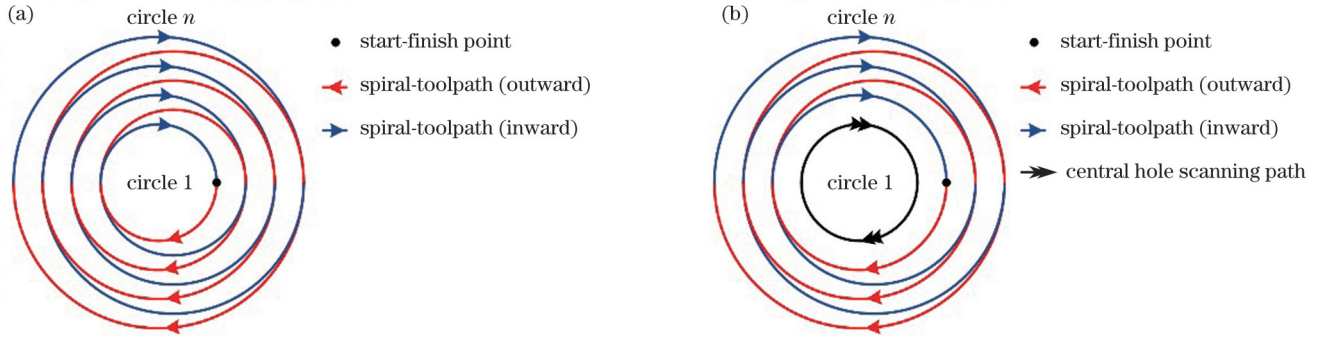 (a)
circle n
start-finish point
spiral-toolpath (outward)
spiral-toolpath (inward)
circle 1
(b)
circle n
start-finish point
spiral-toolpath (outward)
spiral-toolpath (inward)
central hole scanning path
circle 1